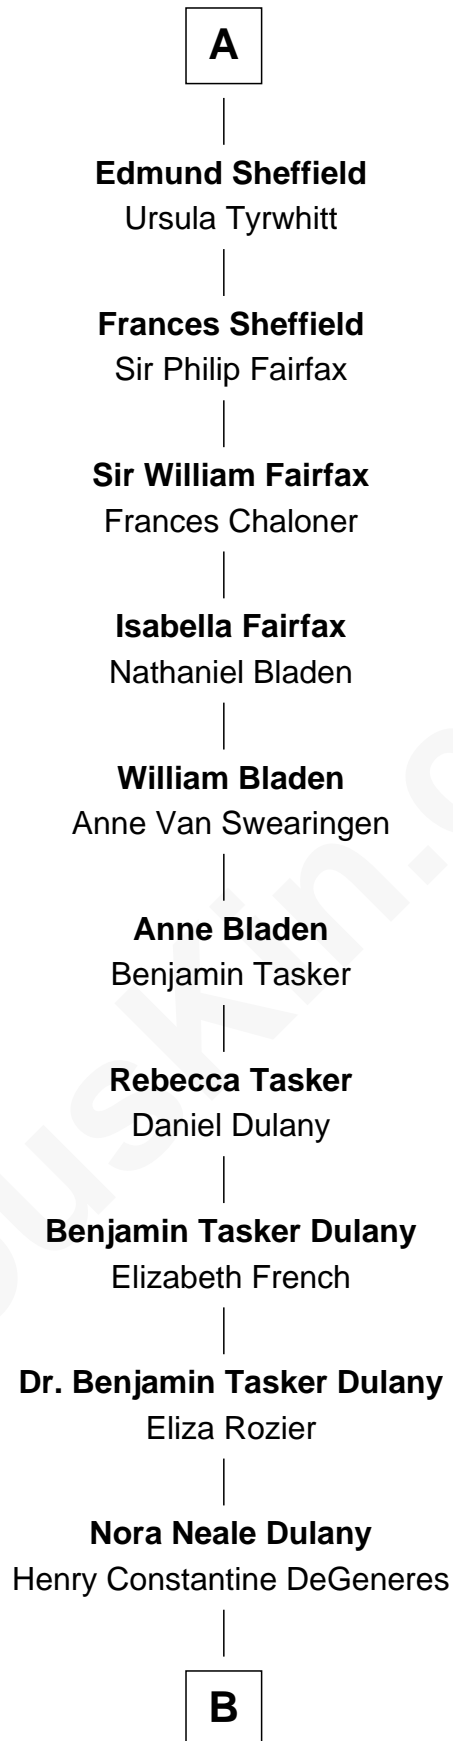 A
Edmund Sheffield
Ursula Tyrwhitt
Frances Sheffield
Sir Philip Fairfax
Sir William Fairfax
Frances Chaloner
Isabella Fairfax
Nathaniel Bladen
William Bladen
Anne Van Swearingen
Anne Bladen
Benjamin Tasker
Rebecca Tasker
Daniel Dulany
Benjamin Tasker Dulany
Elizabeth French
Dr. Benjamin Tasker Dulany
Eliza Rozier
Nora Neale Dulany
Henry Constantine DeGeneres
B